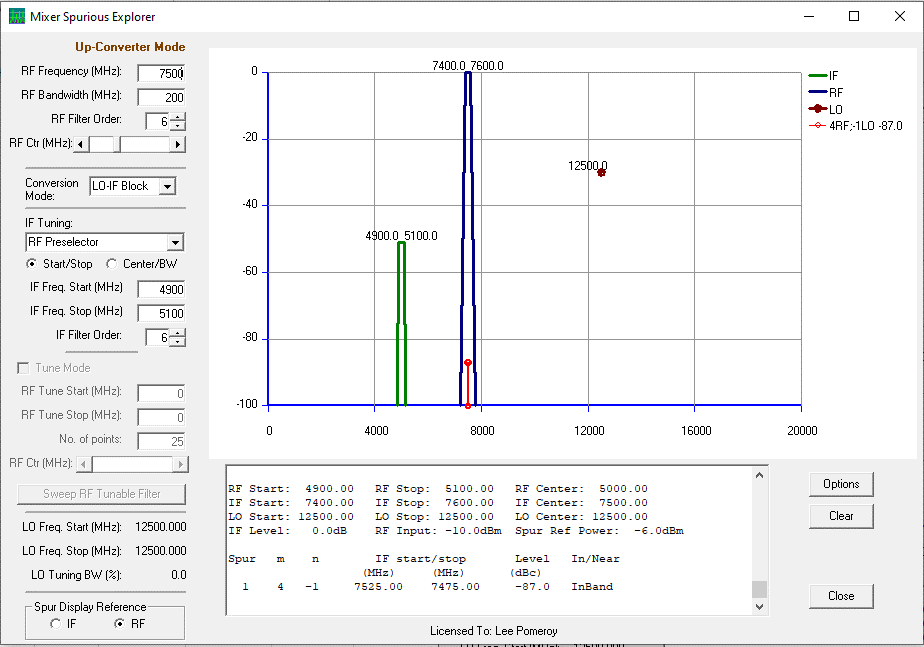 Mixer Spurious Explorer
Up-Converter Mode
RF Frequency (MHz): 7500
RF Bandwidth (MHz): 200
RF Filter Order: 6
RF Ctr (MHz):
Conversion Mode: LO-IF Block
IF Tuning:
RF Preselector
Start/Stop Center/BW
IF Freq. Start (MHz) 4900
IF Freq. Stop (MHz) 5100
IF Filter Order: 6
Tune Mode
RF Tune Start (MHz): 0
RF Tune Stop (MHz): 0
No. of points: 25
RF Ctr (MHz):
Sweep RF Tunable Filter
LO Freq. Start (MHz): 12500.000
LO Freq. Stop (MHz): 12500.000
LO Tuning BW (%): 0.0
Spur Display Reference
IF RF
7400.0 7600.0
12500.0
4900.0 5100.0
0
-20
-40
-60
-80
-100
0 4000 8000 12000 16000 20000
IF
RF
LO
4RF;-1LO -87.0
RF Start: 4900.00 RF Stop: 5100.00 RF Center: 5000.00
IF Start: 7400.00 IF Stop: 7600.00 IF Center: 7500.00
LO Start: 12500.00 LO Stop: 12500.00 LO Center: 12500.00
IF Level: 0.0dB RF Input: -10.0dBm Spur Ref Power: -6.0dBm
Spur m n IF start/stop Level In/Near
(MHz) (MHz) (dBc)
1 4 -1 7525.00 7475.00 -87.0 InBand
Options
Clear
Close
Licensed To: Lee Pomeroy